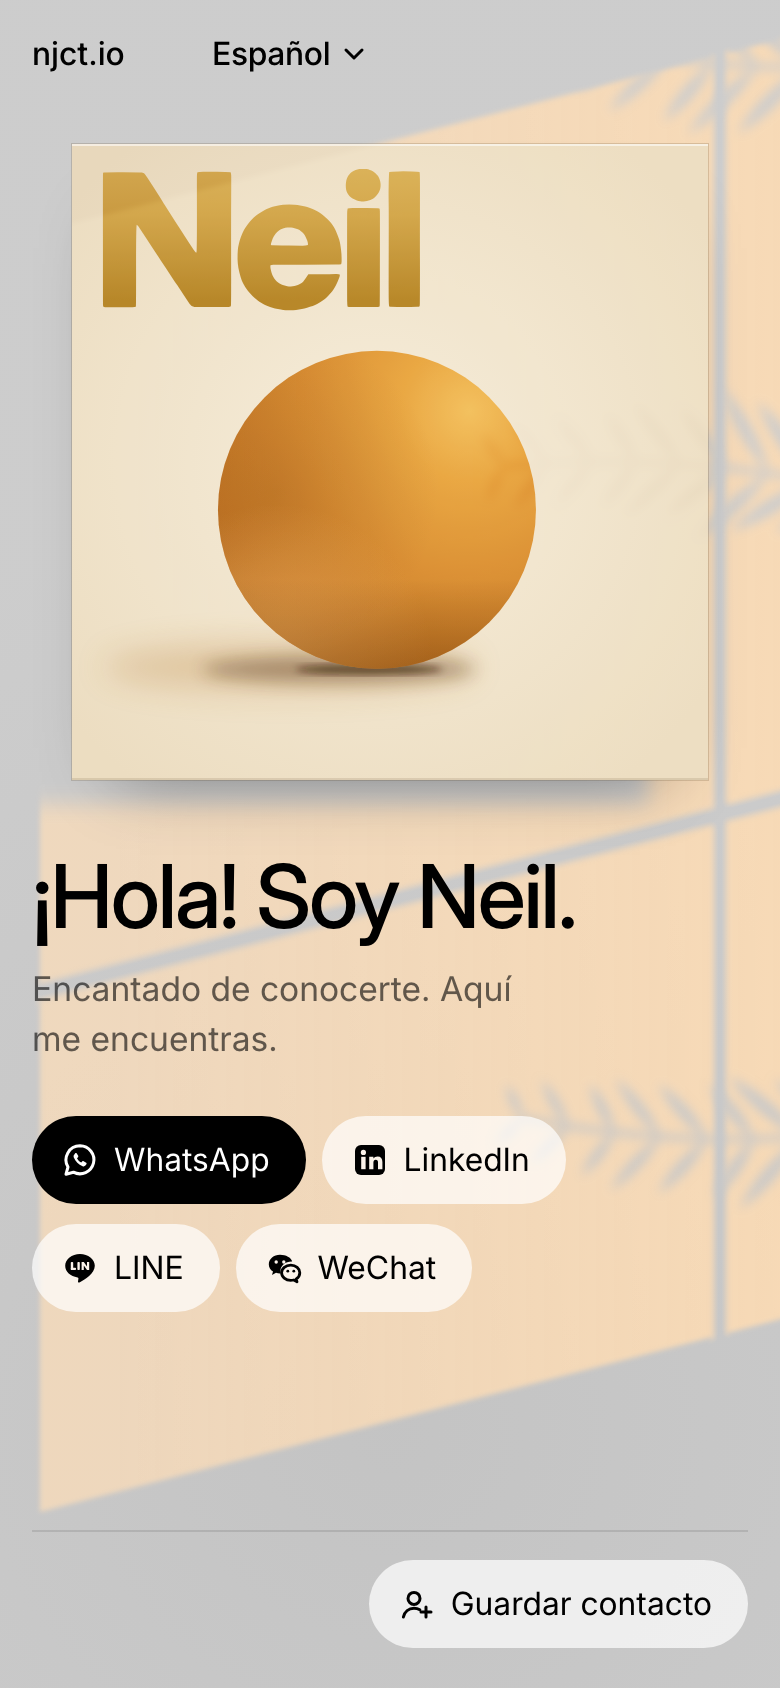 njct.io
Español
Neil
¡Hola! Soy Neil.
Encantado de conocerte. Aquí
me encuentras.
WhatsApp
LinkedIn
LINE
WeChat
Guardar contacto